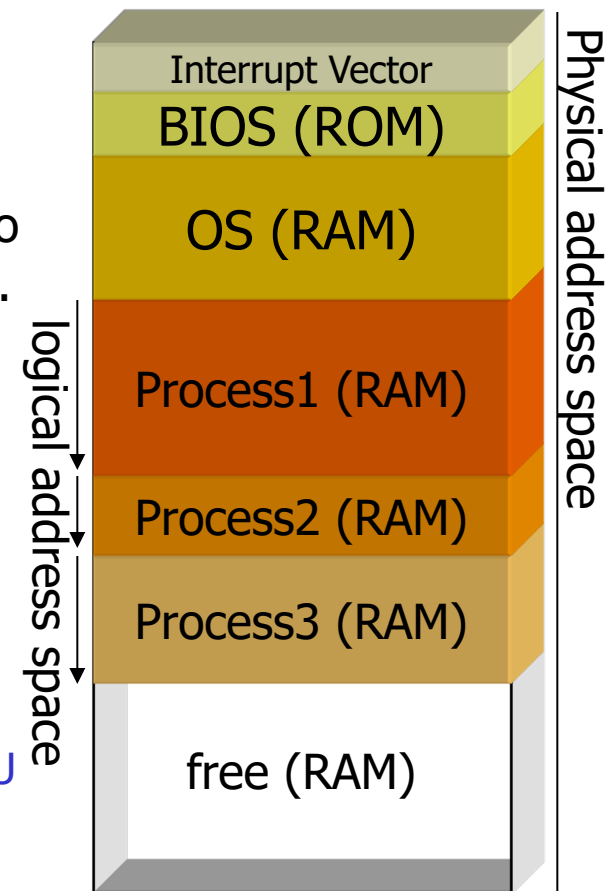 Interrupt Vector
BIOS (ROM)
OS (RAM)
Process1 (RAM)
Process2 (RAM)
Process3 (RAM)
free (RAM)
logical address space
Physical address space